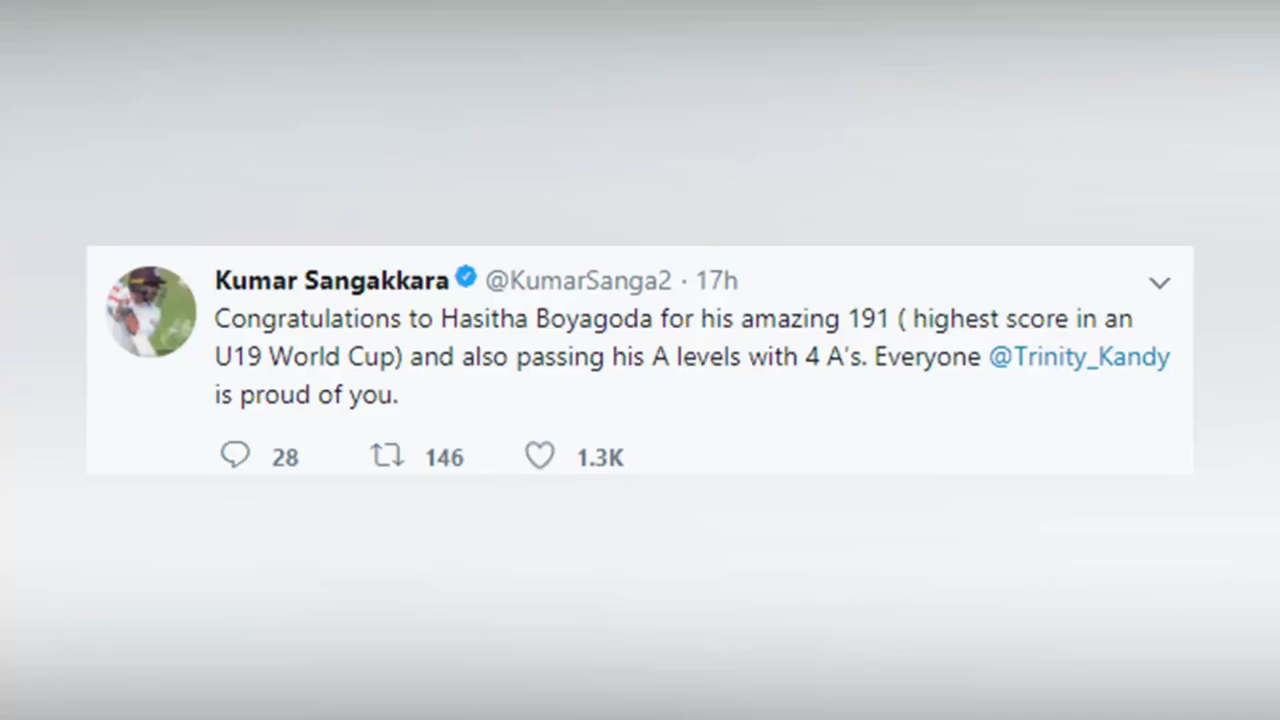 Kumar Sangakkara @KumarSanga2 · 17h
Congratulations to Hasitha Boyagoda for his amazing 191 ( highest score in an
U19 World Cup) and also passing his A levels with 4 A's. Everyone @Trinity_Kandy
is proud of you.
28 146 1.3K